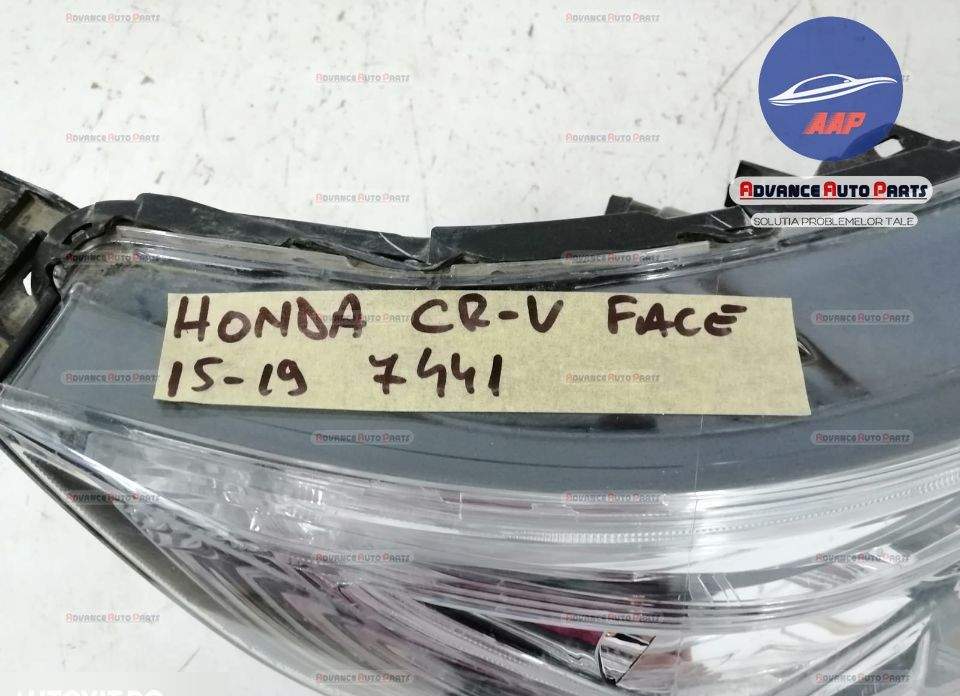 AAP
ADVANCE AUTO PARTS
SOLUTIA PROBLEMELOR TALE
HONDA CR-V FACE
15-19 7441